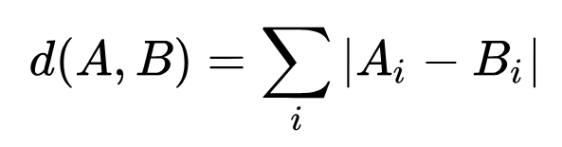 d(A, B) = ∑_i |A_i − B_i|